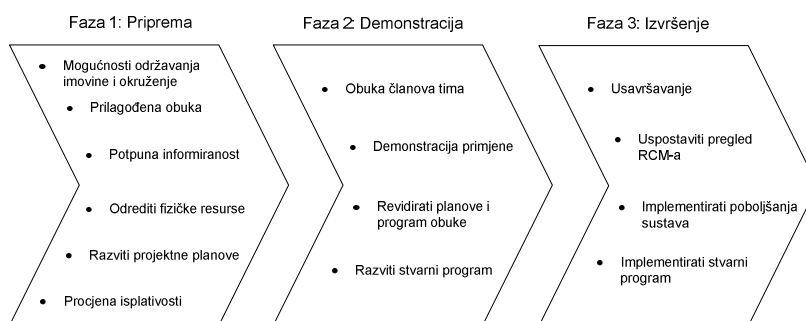 Faza 1: Priprema
Mogućnosti održavanja
imovine i okruženje
Prilagođena obuka
Potpuna informiranost
Odrediti fizičke resurse
Razviti projektne planove
Procjena isplativosti
Faza 2: Demonstracija
Obuka članova tima
Demonstracija primjene
Revidirati planove i
program obuke
Razviti stvarni program
Faza 3: Izvršenje
Usavršavanje
Uspostaviti pregled
RCM-a
Implementirati poboljšanja
sustava
Implementirati stvarni
program